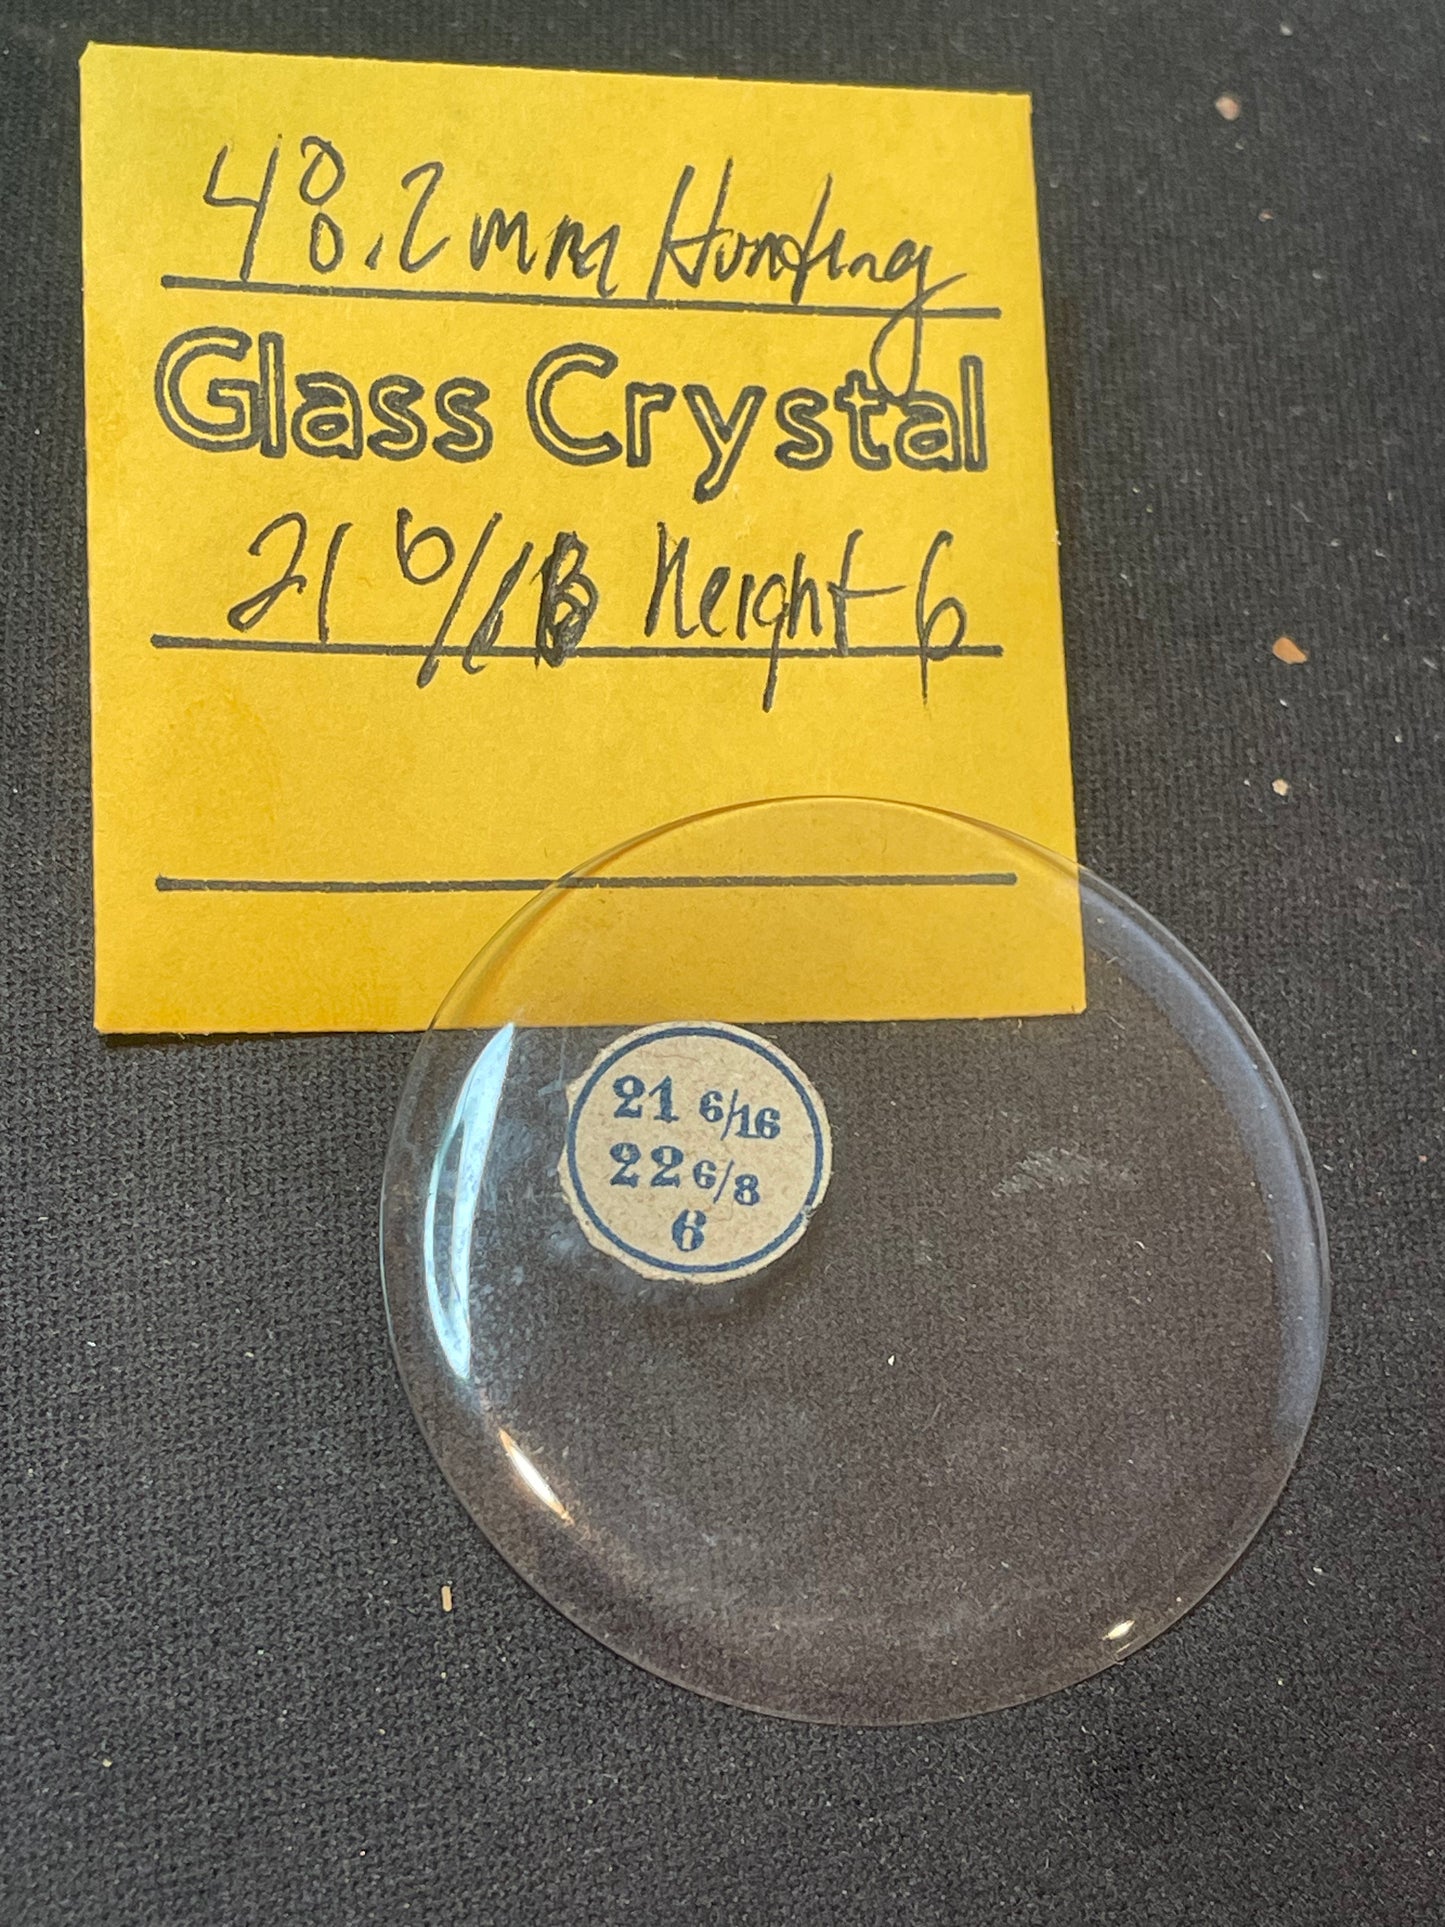 48.2mm Hunting
Glass Crystal
21 6/16 Height 6
21 6/16
22 6/8
6